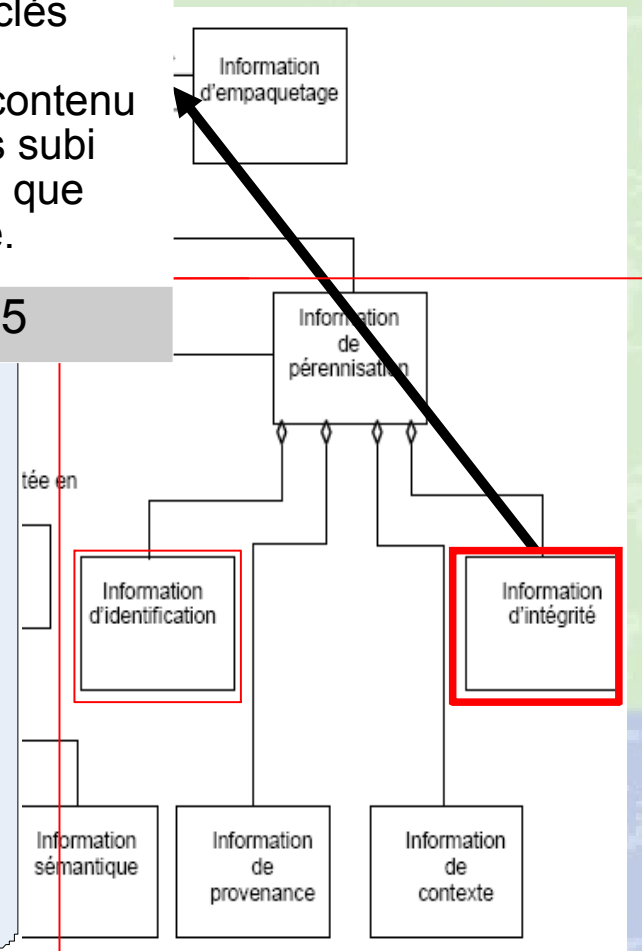 clés
contenu
subi
que
5
Information
d'empaquetage
Information
de
pérennisation
tée en
Information
d'identification
Information
d'intégrité
Information
sémantique
Information
de
provenance
Information
de
contexte